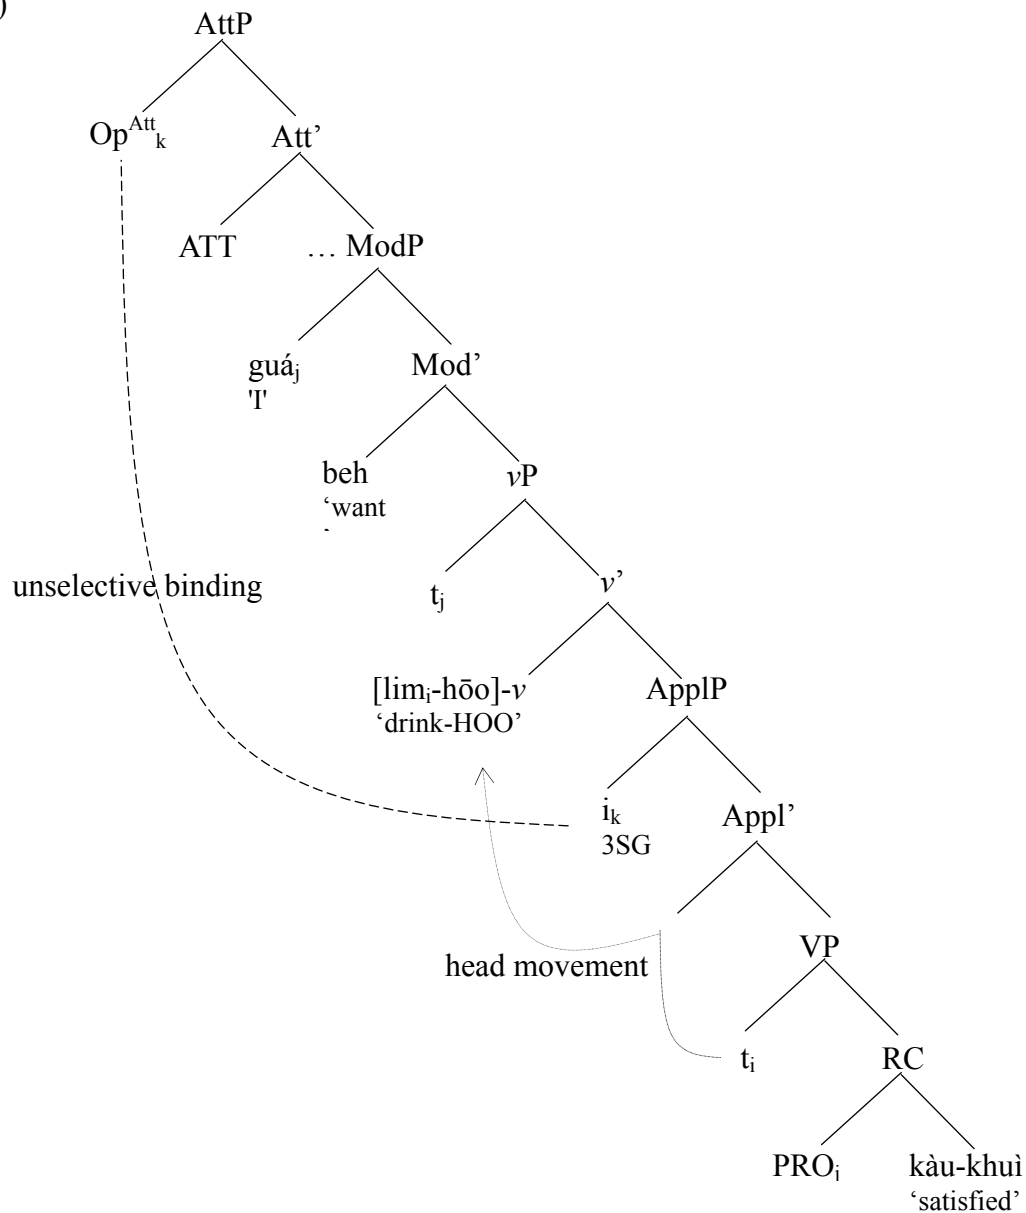 )
AttP
Op^Att_k Att’
ATT … ModP
guá_j Mod’
'I'
beh vP
‘want
’
unselective binding t_j v’
[lim_i-hōo]-v ApplP
‘drink-HOO’
i_k Appl’
3SG
head movement VP
t_i RC
PRO_j kàu-khuì
‘satisfied’